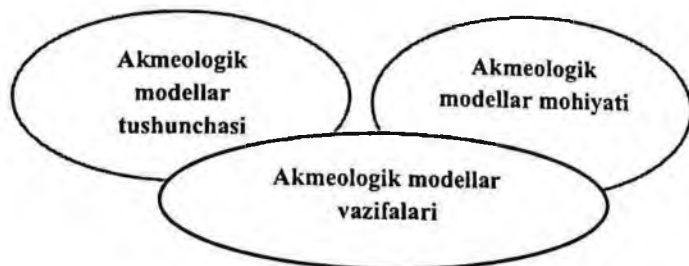 Akmeologik
modellar
tushunchasi
Akmeologik
modellar mohiyati
Akmeologik modellar
vazifalari